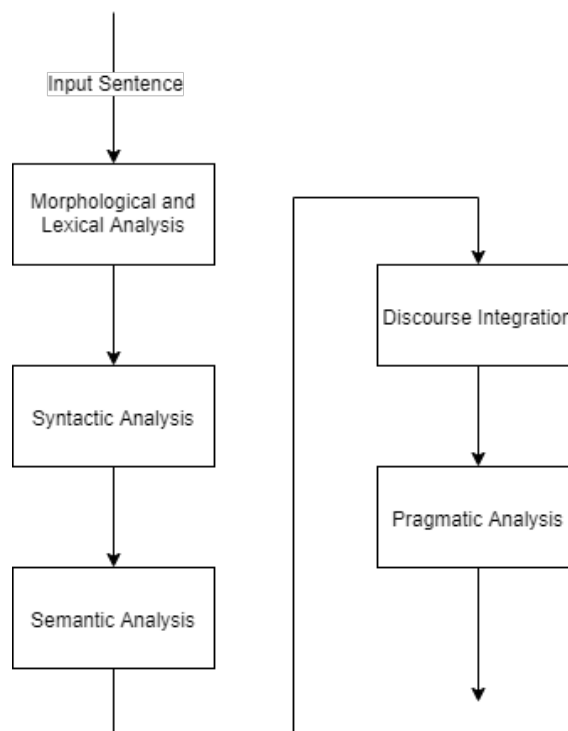 Input Sentence
Morphological and
Lexical Analysis
Syntactic Analysis
Semantic Analysis
Discourse Integration
Pragmatic Analysis